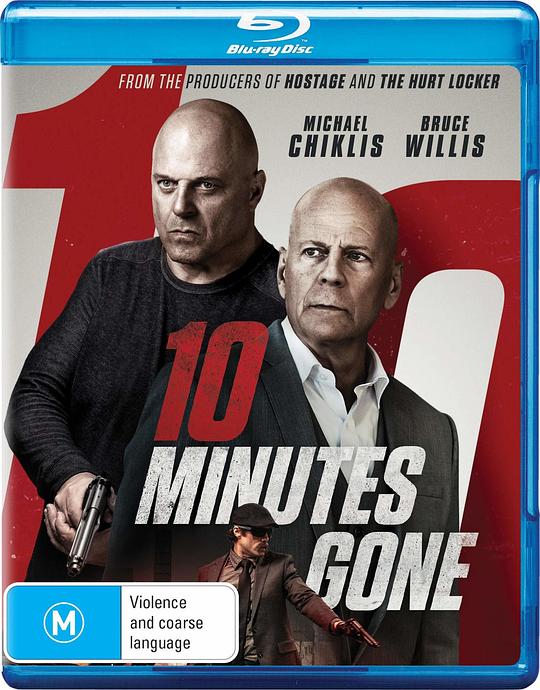 Blu-ray Disc
FROM THE PRODUCERS OF HOSTAGE AND THE HURT LOCKER
MICHAEL CHIKLIS
BRUCE WILLIS
10
MINUTES
GONE
M
Violence
and coarse
language